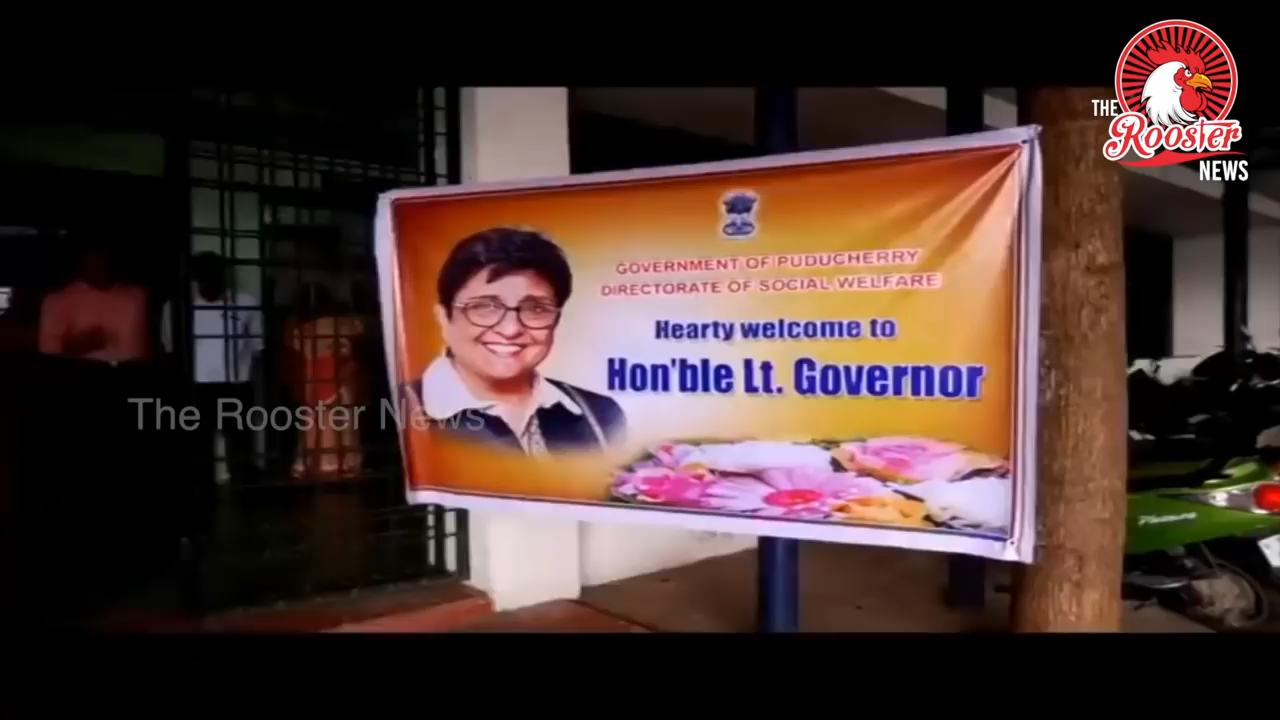 THE
Rooster
NEWS
GOVERNMENT OF PUDUCHERRY
DIRECTORATE OF SOCIAL WELFARE
Hearty welcome to
Hon'ble Lt. Governor
The Rooster News